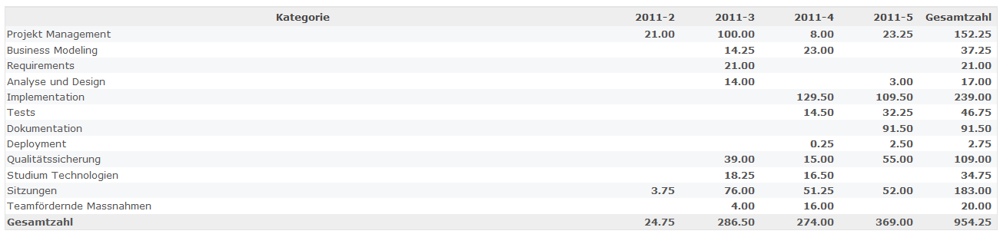 Kategorie 2011-2 2011-3 2011-4 2011-5 Gesamtzahl
Projekt Management 21.00 100.00 8.00 23.25 152.25
Business Modeling 14.25 23.00 37.25
Requirements 21.00 21.00
Analyse und Design 14.00 3.00 17.00
Implementation 129.50 109.50 239.00
Tests 14.50 32.25 46.75
Dokumentation 91.50 91.50
Deployment 0.25 2.50 2.75
Qualitätssicherung 39.00 15.00 55.00 109.00
Studium Technologien 18.25 16.50 34.75
Sitzungen 3.75 76.00 51.25 52.00 183.00
Teamfördernde Massnahmen 4.00 16.00 20.00
Gesamtzahl 24.75 286.50 274.00 369.00 954.25